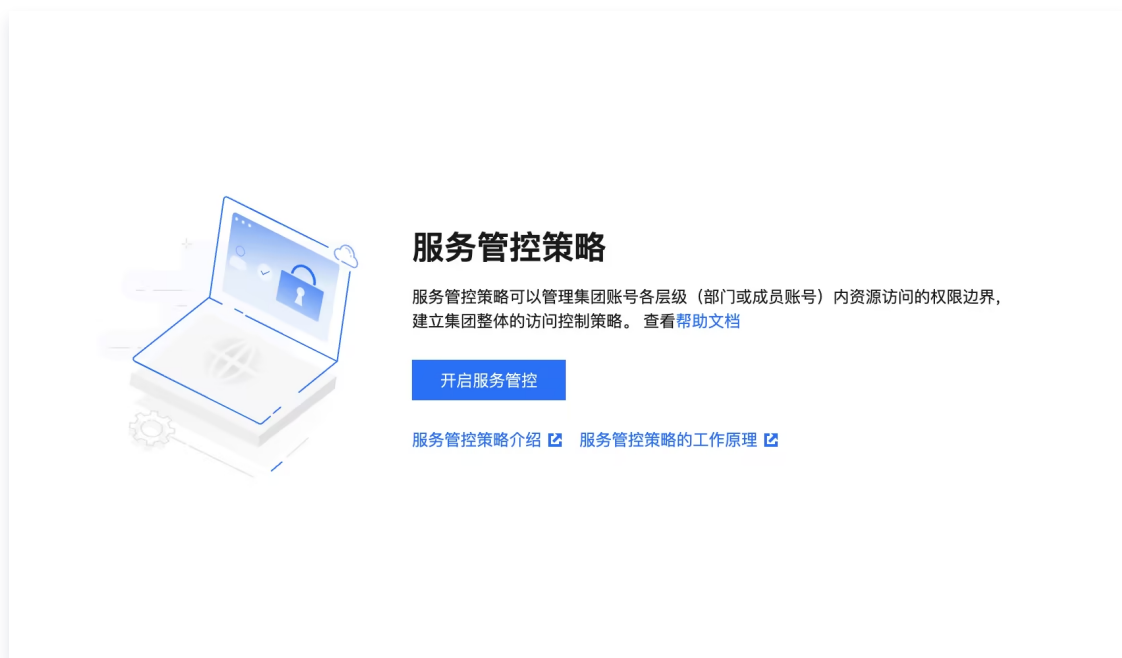 服务管控策略
服务管控策略可以管理集团账号各层级（部门或成员账号）内资源访问的权限边界，
建立集团整体的访问控制策略。 查看帮助文档
开启服务管控
服务管控策略介绍 服务管控策略的工作原理